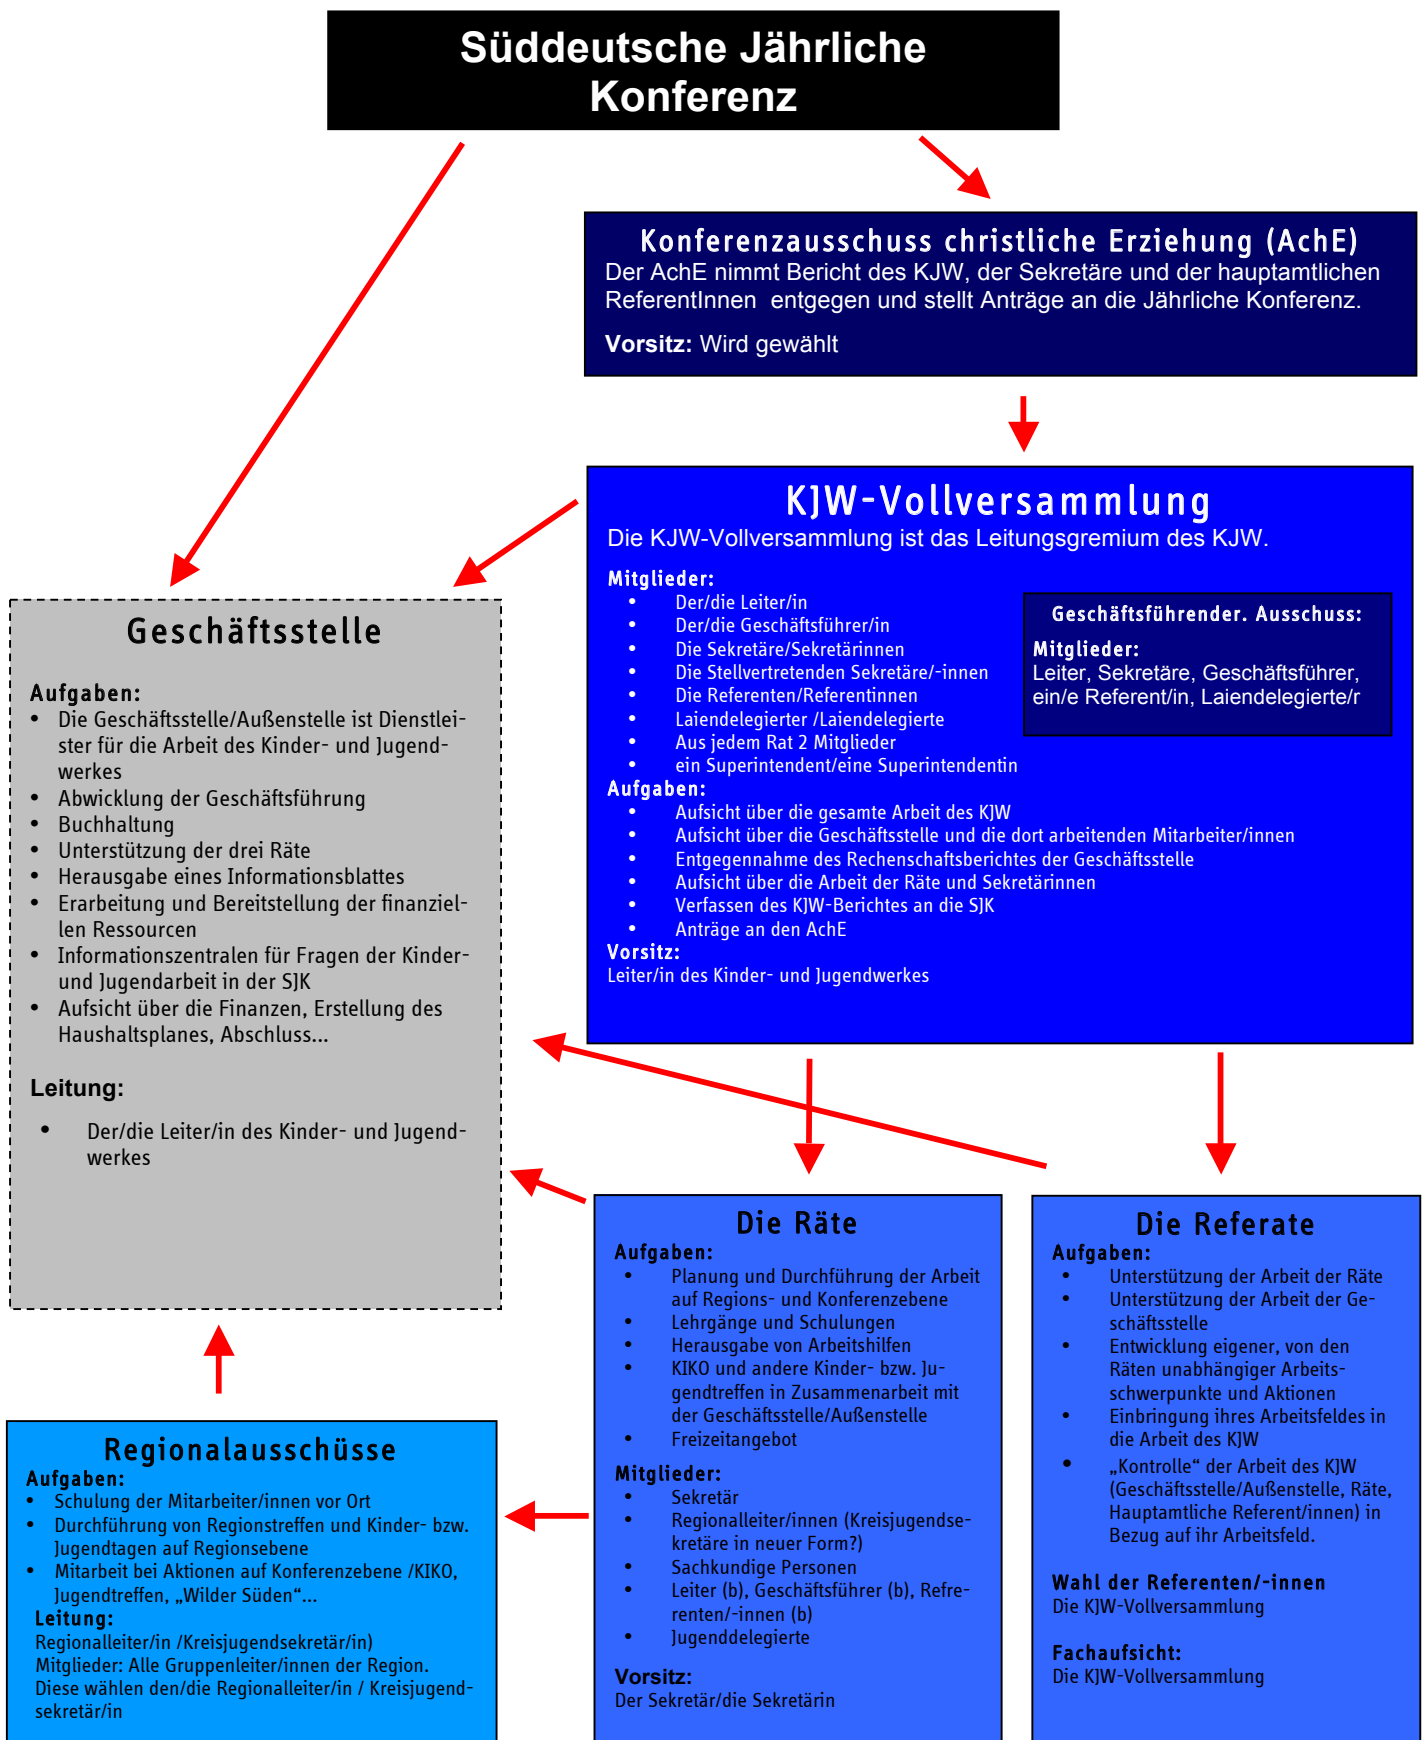 Süddeutsche Jährliche
Konferenz
Konferenzausschuss christliche Erziehung (AchE)
Der AchE nimmt Bericht des KJW, der Sekretäre und der hauptamtlichen
ReferentInnen  entgegen und stellt Anträge an die Jährliche Konferenz.
Vorsitz: Wird gewählt
KJW-Vollversammlung
Die KJW-Vollversammlung ist das Leitungsgremium des KJW.
Mitglieder:
• Der/die Leiter/in
• Der/die Geschäftsführer/in
• Die Sekretäre/Sekretärinnen
• Die Stellvertretenden Sekretäre/-innen
• Die Referenten/Referentinnen
• Laiendelegierter /Laiendelegierte
• Aus jedem Rat 2 Mitglieder
• ein Superintendent/eine Superintendentin
Aufgaben:
• Aufsicht über die gesamte Arbeit des KJW
• Aufsicht über die Geschäftsstelle und die dort arbeitenden Mitarbeiter/innen
• Entgegennahme des Rechenschaftsberichtes der Geschäftsstelle
• Aufsicht über die Arbeit der Räte und Sekretärinnen
• Verfassen des KJW-Berichtes an die SJK
• Anträge an den AchE
Vorsitz:
Leiter/in des Kinder- und Jugendwerkes
Geschäftsführender. Ausschuss:
Mitglieder:
Leiter, Sekretäre, Geschäftsführer,
ein/e Referent/in, Laiendelegierte/r
Geschäftsstelle
Aufgaben:
• Die Geschäftsstelle/Außenstelle ist Dienstlei-
ster für die Arbeit des Kinder- und Jugend-
werkes
• Abwicklung der Geschäftsführung
• Buchhaltung
• Unterstützung der drei Räte
• Herausgabe eines Informationsblattes
• Erarbeitung und Bereitstellung der finanziel-
len Ressourcen
• Informationszentralen für Fragen der Kinder-
und Jugendarbeit in der SJK
• Aufsicht über die Finanzen, Erstellung des
Haushaltsplanes, Abschluss...
Leitung:
• Der/die Leiter/in des Kinder- und Jugend-
werkes
Die Räte
Aufgaben:
• Planung und Durchführung der Arbeit
auf Regions- und Konferenzebene
• Lehrgänge und Schulungen
• Herausgabe von Arbeitshilfen
• KIKO und andere Kinder- bzw. Ju-
gendtreffen in Zusammenarbeit mit
der Geschäftsstelle/Außenstelle
• Freizeitangebot
Mitglieder:
• Sekretär
• Regionalleiter/innen (Kreisjugendse-
kretäre in neuer Form?)
• Sachkundige Personen
• Leiter (b), Geschäftsführer (b), Refre-
renten/-innen (b)
• Jugenddelegierte
Vorsitz:
Der Sekretär/die Sekretärin
Die Referate
Aufgaben:
• Unterstützung der Arbeit der Räte
• Unterstützung der Arbeit der Ge-
schäftsstelle
• Entwicklung eigener, von den
Räten unabhängiger Arbeits-
schwerpunkte und Aktionen
• Einbringung ihres Arbeitsfeldes in
die Arbeit des KJW
• „Kontrolle“ der Arbeit des KJW
(Geschäftsstelle/Außenstelle, Räte,
Hauptamtliche Referent/innen) in
Bezug auf ihr Arbeitsfeld.
Wahl der Referenten/-innen
Die KJW-Vollversammlung
Fachaufsicht:
Die KJW-Vollversammlung
Regionalausschüsse
Aufgaben:
• Schulung der Mitarbeiter/innen vor Ort
• Durchführung von Regionstreffen und Kinder- bzw.
Jugendtagen auf Regionsebene
• Mitarbeit bei Aktionen auf Konferenzebene /KIKO,
Jugendtreffen, „Wilder Süden“...
Leitung:
Regionalleiter/in /Kreisjugendsekretär/in)
Mitglieder: Alle Gruppenleiter/innen der Region.
Diese wählen den/die Regionalleiter/in / Kreisjugend-
sekretär/in